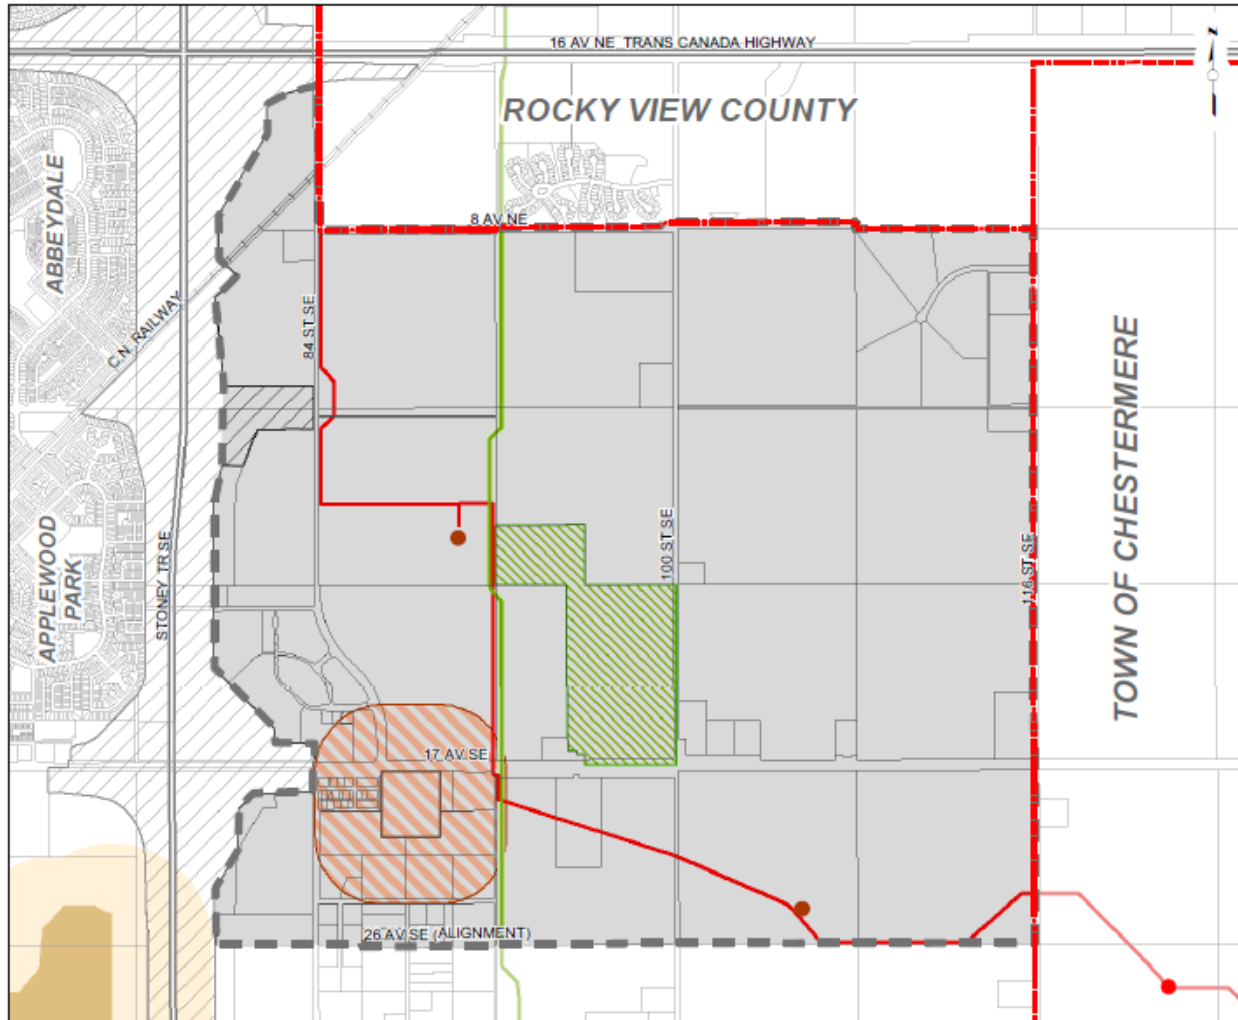 16 AV NE TRANS CANADA HIGHWAY
N
ROCKY VIEW COUNTY
ABBEYDALE
8 AV NE
C.N. RAILWAY
84 ST SE
TOWN OF CHESTERMERE
APPLEWOOD
PARK
STONEY TR SE
100 ST SE
116 ST SE
17 AV SE
26 AV SE (ALIGNMENT)